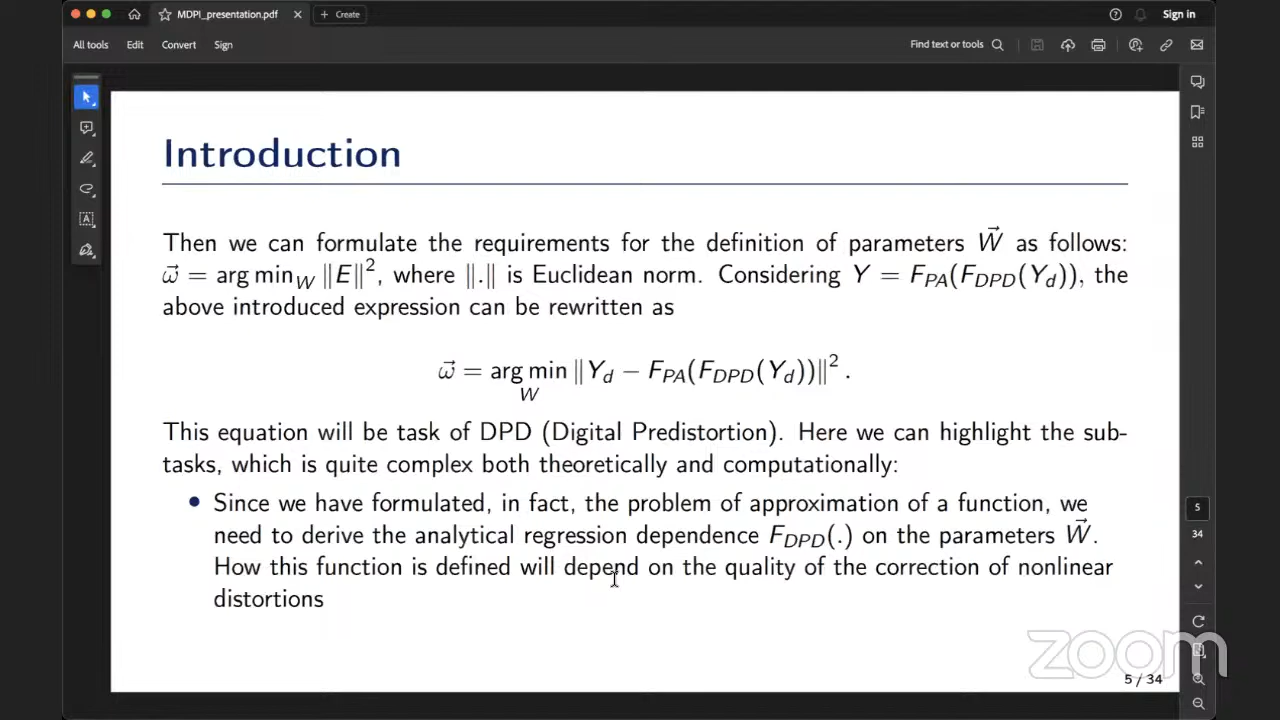 MDPI_presentation.pdf
Create
Sign in
All tools Edit Convert Sign
Find text or tools
Introduction
Then we can formulate the requirements for the definition of parameters W⃗ as follows:
ω⃗ = arg min_W ‖E‖², where ‖.‖ is Euclidean norm. Considering Y = F_PA(F_DPD(Y_d)), the
above introduced expression can be rewritten as
ω⃗ = arg min_W ‖Y_d − F_PA(F_DPD(Y_d))‖².
This equation will be task of DPD (Digital Predistortion). Here we can highlight the sub-
tasks, which is quite complex both theoretically and computationally:
• Since we have formulated, in fact, the problem of approximation of a function, we
need to derive the analytical regression dependence F_DPD(.) on the parameters W⃗.
How this function is defined will depend on the quality of the correction of nonlinear
distortions
5 / 34
5
34
zoom